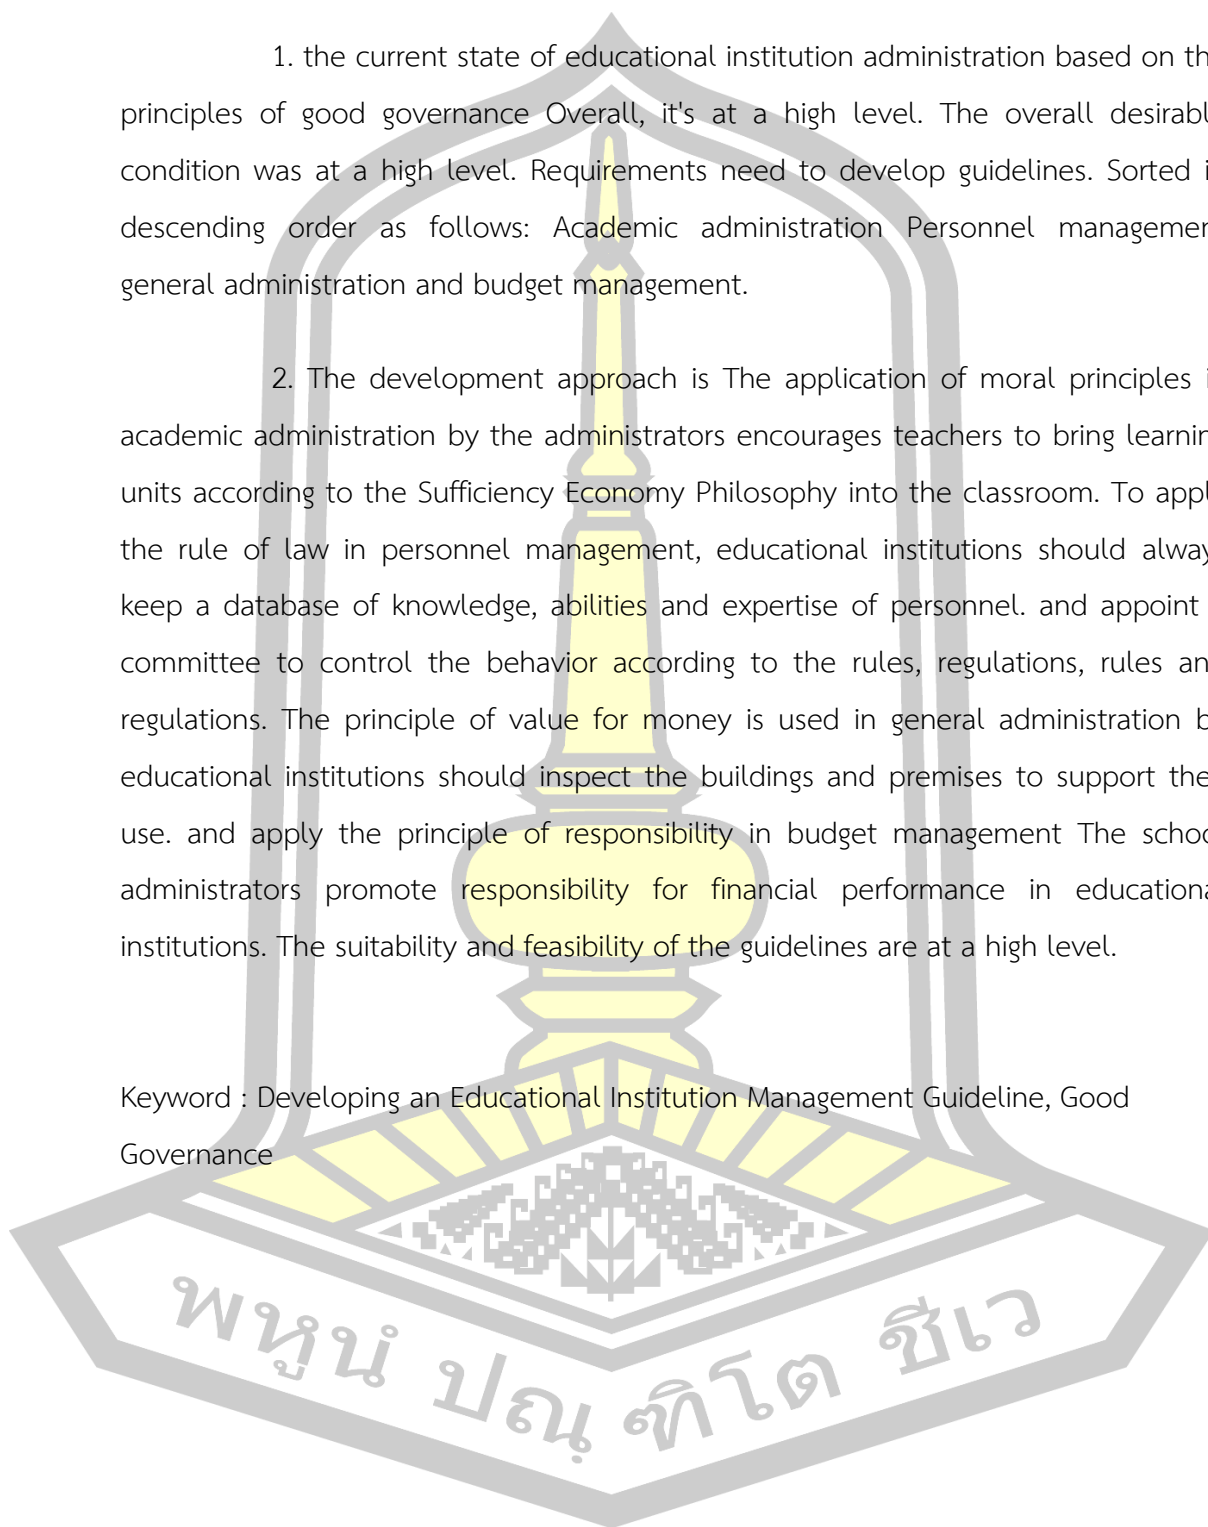 1. the current state of educational institution administration based on th
principles of good governance Overall, it's at a high level. The overall desirabl
condition was at a high level. Requirements need to develop guidelines. Sorted i
descending order as follows: Academic administration Personnel managemen
general administration and budget management.
2. The development approach is The application of moral principles i
academic administration by the administrators encourages teachers to bring learnin
units according to the Sufficiency Economy Philosophy into the classroom. To appl
the rule of law in personnel management, educational institutions should alway
keep a database of knowledge, abilities and expertise of personnel. and appoint
committee to control the behavior according to the rules, regulations, rules an
regulations. The principle of value for money is used in general administration b
educational institutions should inspect the buildings and premises to support the
use. and apply the principle of responsibility in budget management The schoo
administrators promote responsibility for financial performance in educationa
institutions. The suitability and feasibility of the guidelines are at a high level.
Keyword : Developing an Educational Institution Management Guideline, Good
Governance
พหูนํ ปณฺฑิโต ชีเว